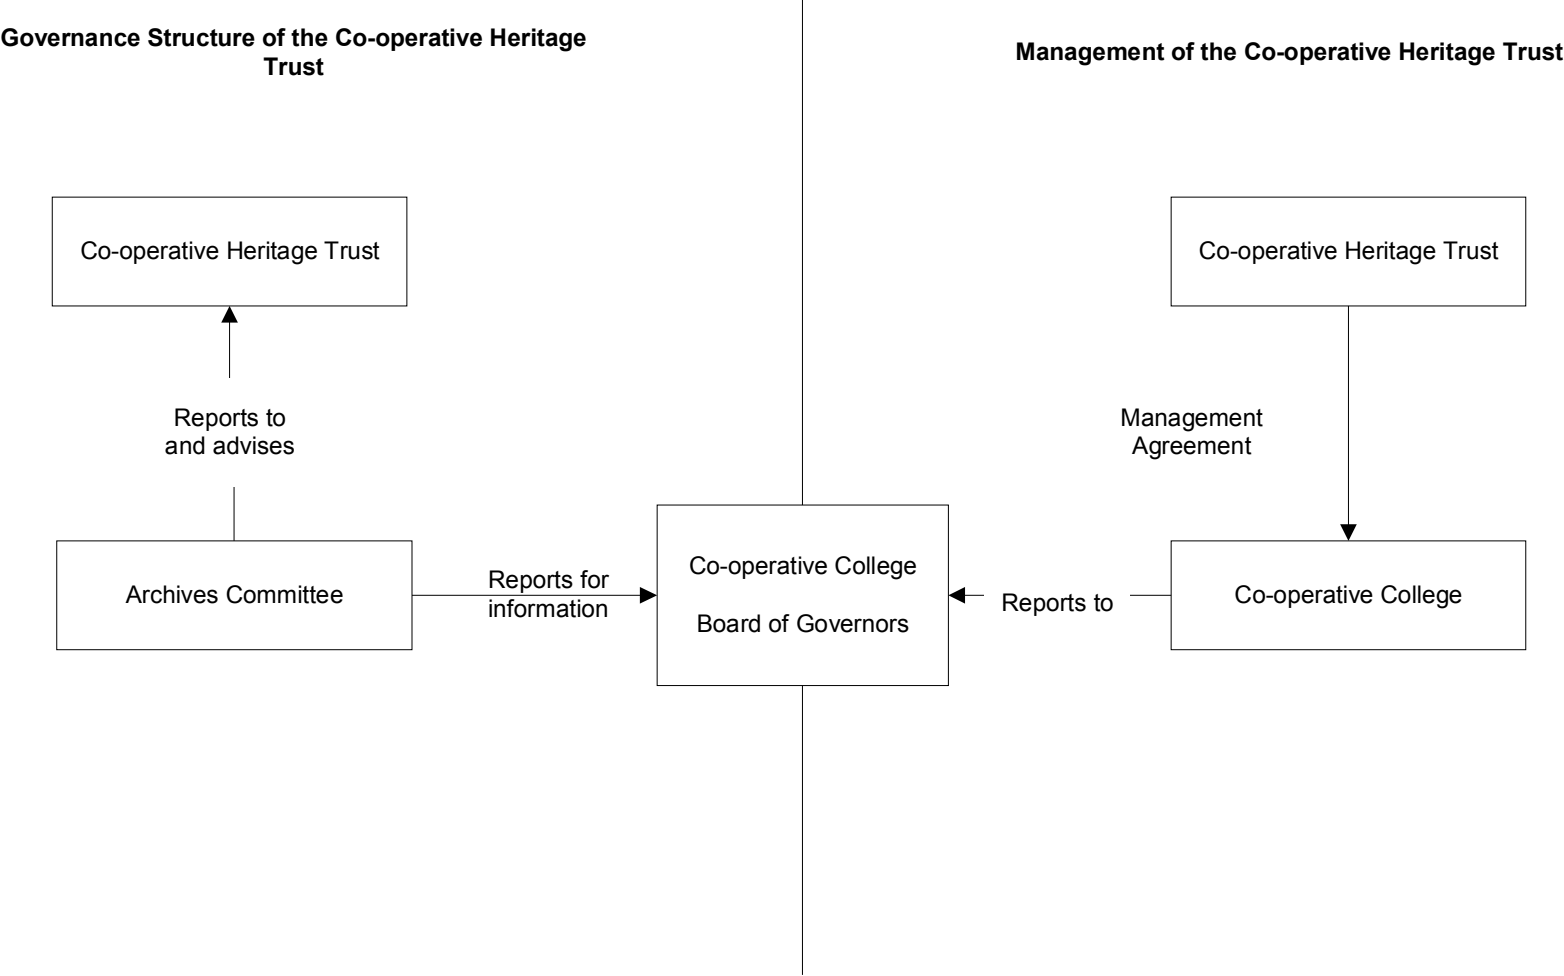 Governance Structure of the Co-operative Heritage
Trust
Management of the Co-operative Heritage Trust
Co-operative Heritage Trust
Co-operative Heritage Trust
Reports to
and advises
Management
Agreement
Archives Committee
Reports for
information
Co-operative College
Board of Governors
Reports to
Co-operative College